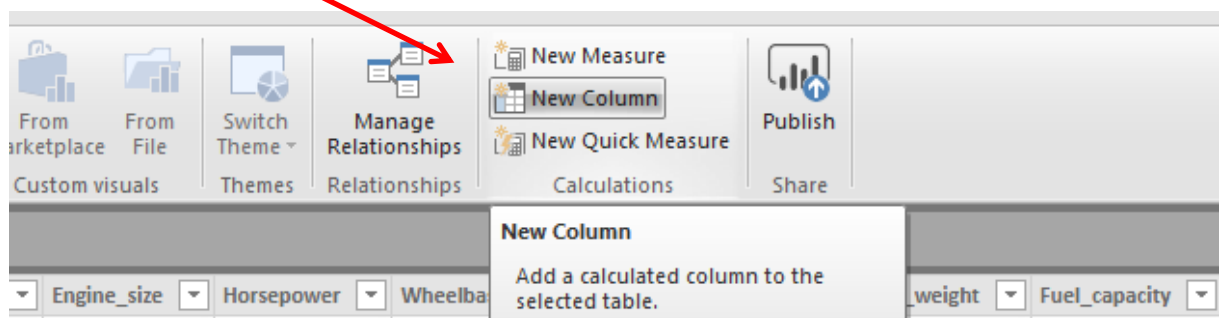 From
arketplace
From
File
Custom visuals
Switch
Theme
Themes
Manage
Relationships
Relationships
New Measure
New Column
New Quick Measure
Calculations
Publish
Share
New Column
Add a calculated column to the
selected table.
Engine_size Horsepower Wheelba _weight Fuel_capacity